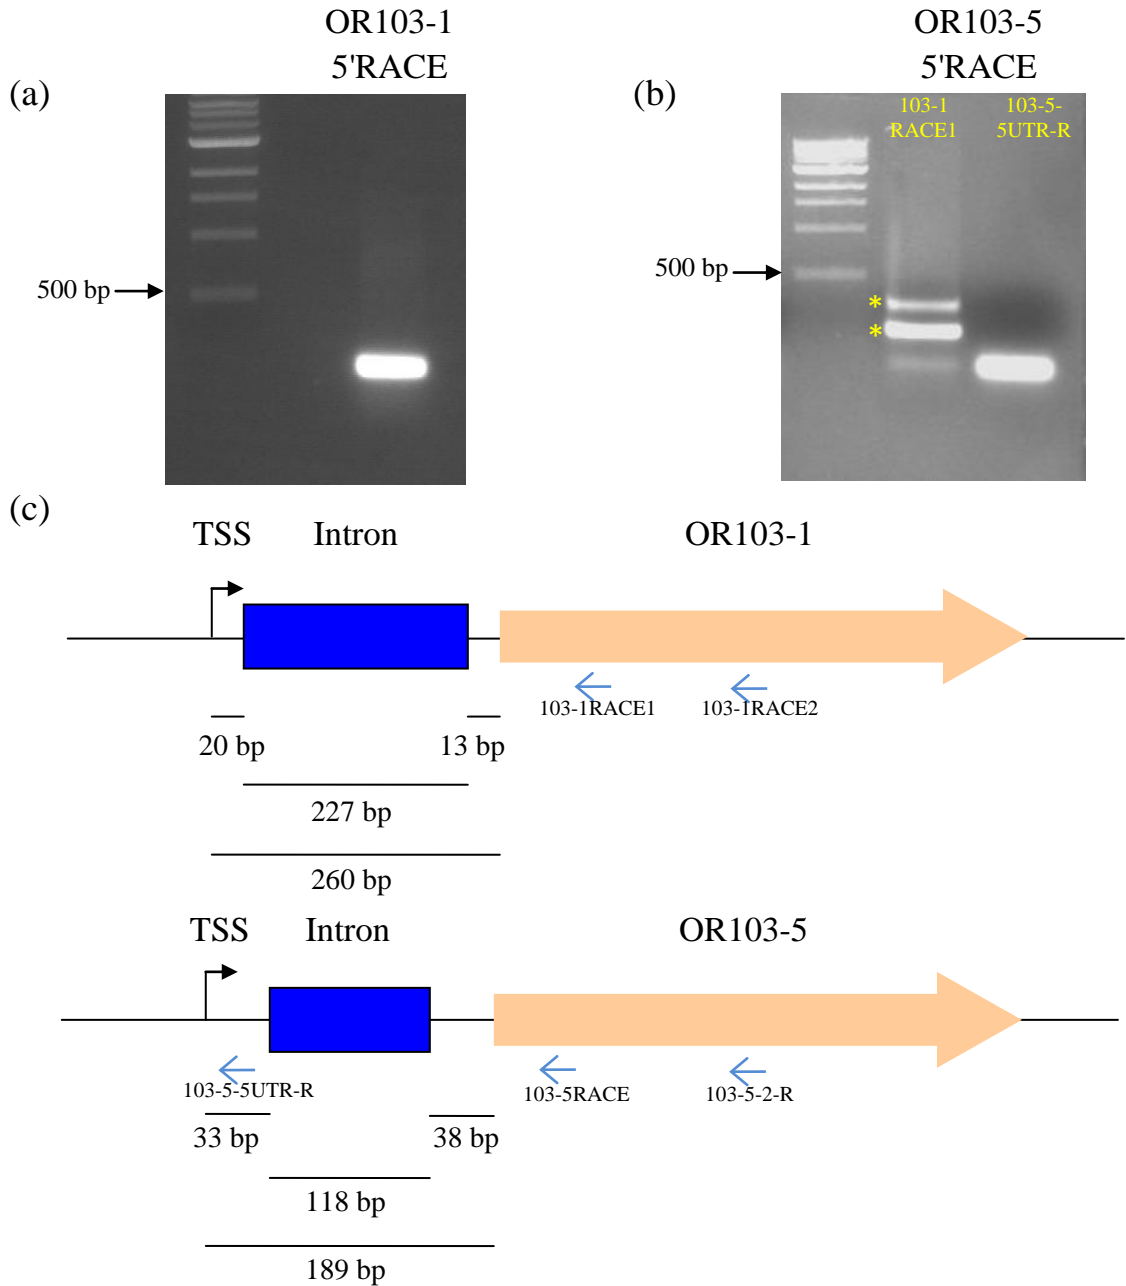 OR103-1
5'RACE
(a)
500 bp
OR103-5
5'RACE
(b)
103-1
RACE1
103-5-
5UTR-R
500 bp
*
*
(c)
TSS Intron OR103-1
103-1RACE1 103-1RACE2
20 bp 13 bp
227 bp
260 bp
TSS Intron OR103-5
103-5-5UTR-R 103-5RACE 103-5-2-R
33 bp 38 bp
118 bp
189 bp